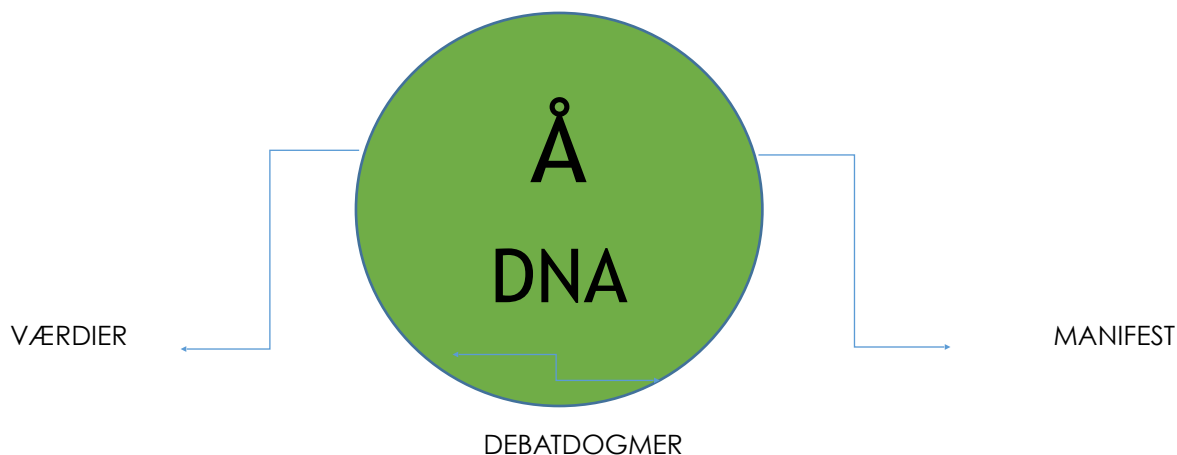 Å
DNA
VÆRDIER
MANIFEST
DEBATDOGMER